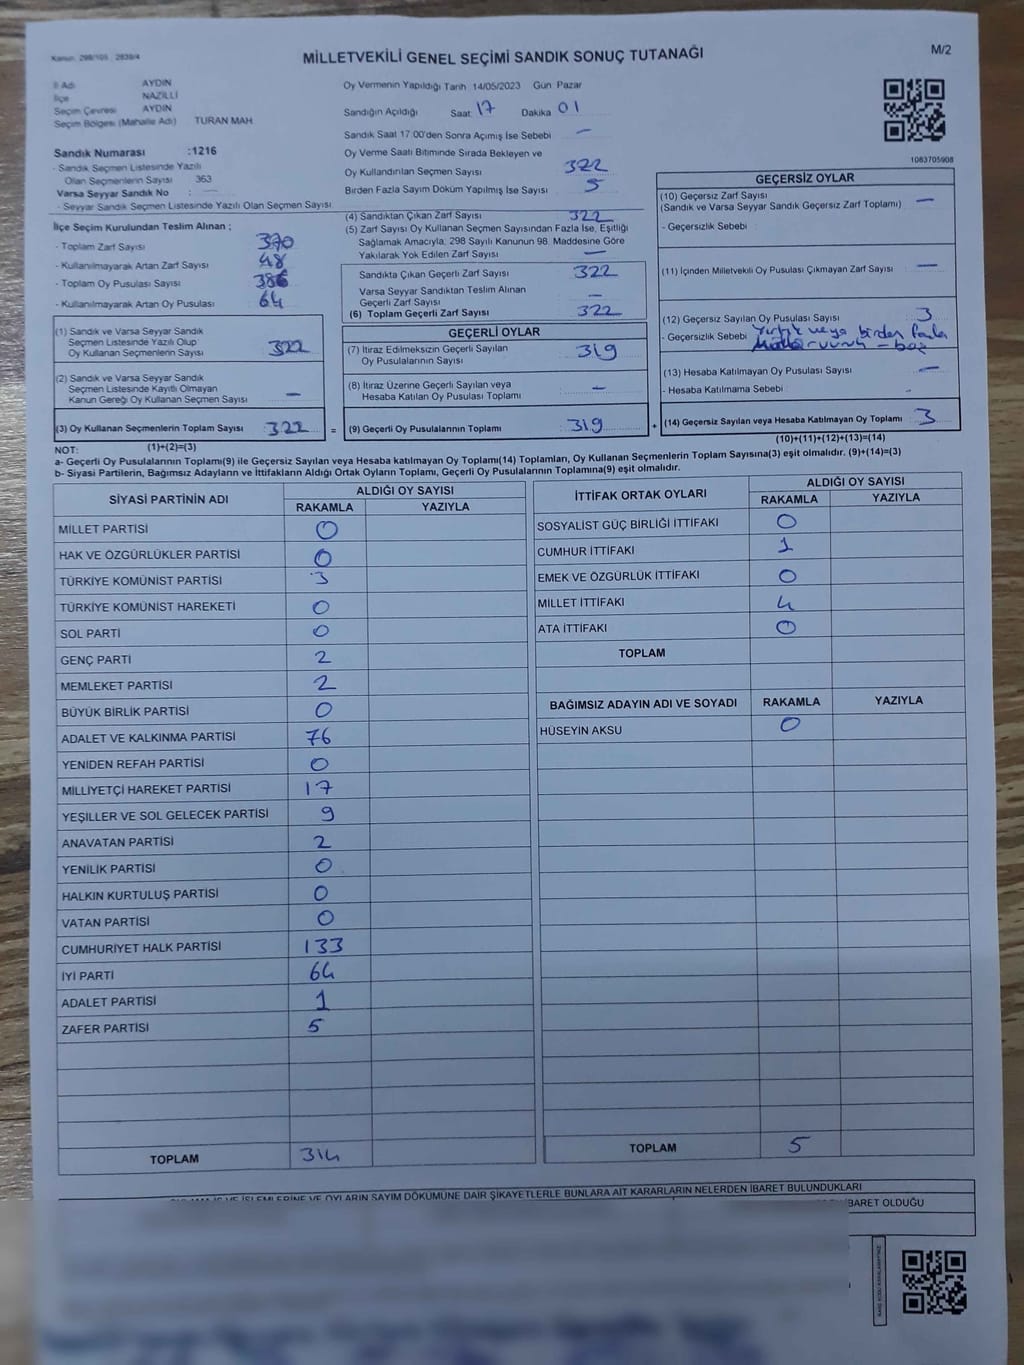 Kanun: 298/105 , 2839/4
MİLLETVEKİLİ GENEL SEÇİMİ SANDIK SONUÇ TUTANAĞI
M/2
İl Adı AYDIN
İlçe NAZİLLİ
Seçim Çevresi AYDIN
Seçim Bölgesi (Mahalle Adı) TURAN MAH
Sandık Numarası :1216
- Sandık Seçmen Listesinde Yazılı
Olan Seçmenlerin Sayısı 363
Varsa Seyyar Sandık No : —
- Seyyar Sandık Seçmen Listesinde Yazılı Olan Seçmen Sayısı
Oy Vermenin Yapıldığı Tarih 14/05/2023 Gün Pazar
Sandığın Açıldığı Saat 17 Dakika 01
Sandık Saat 17:00'den Sonra Açımış İse Sebebi —
Oy Verme Saati Bitiminde Sırada Bekleyen ve
Oy Kullandırılan Seçmen Sayısı 322
Birden Fazla Sayım Döküm Yapılmış İse Sayısı 5
1083705908
İlçe Seçim Kurulundan Teslim Alınan ;
- Toplam Zarf Sayısı 370
- Kullanılmayarak Artan Zarf Sayısı 48
- Toplam Oy Pusulası Sayısı 386
- Kullanılmayarak Artan Oy Pusulası 64
(1) Sandık ve Varsa Seyyar Sandık
Seçmen Listesinde Yazılı Olup
Oy Kullanan Seçmenlerin Sayısı 322
(2) Sandık ve Varsa Seyyar Sandık
Seçmen Listesinde Kayıtlı Olmayan
Kanun Gereği Oy Kullanan Seçmen Sayısı —
(3) Oy Kullanan Seçmenlerin Toplam Sayısı 322 =
(4) Sandıktan Çıkan Zarf Sayısı 322
(5) Zarf Sayısı Oy Kullanan Seçmen Sayısından Fazla İse, Eşitliği
Sağlamak Amacıyla, 298 Sayılı Kanunun 98. Maddesine Göre
Yakılarak Yok Edilen Zarf Sayısı —
Sandıkta Çıkan Geçerli Zarf Sayısı 322
Varsa Seyyar Sandıktan Teslim Alınan
Geçerli Zarf Sayısı —
(6) Toplam Geçerli Zarf Sayısı 322
GEÇERLİ OYLAR
(7) İtiraz Edilmeksizin Geçerli Sayılan
Oy Pusulalarının Sayısı 319
(8) İtiraz Üzerine Geçerli Sayılan veya
Hesaba Katılan Oy Pusulası Toplamı —
(9) Geçerli Oy Pusulalarının Toplamı 319 +
GEÇERSİZ OYLAR
(10) Geçersiz Zarf Sayısı
(Sandık ve Varsa Seyyar Sandık Geçersiz Zarf Toplamı) —
- Geçersizlik Sebebi :
(11) İçinden Milletvekili Oy Pusulası Çıkmayan Zarf Sayısı —
(12) Geçersiz Sayılan Oy Pusulası Sayısı 3
- Geçersizlik Sebebi Yırtık veya birden fazla
– boş
(13) Hesaba Katılmayan Oy Pusulası Sayısı —
- Hesaba Katılmama Sebebi
(14) Geçersiz Sayılan veya Hesaba Katılmayan Oy Toplamı 3
(10)+(11)+(12)+(13)=(14)
NOT: (1)+(2)=(3)
a- Geçerli Oy Pusulalarının Toplamı(9) ile Geçersiz Sayılan veya Hesaba katılmayan Oy Toplamı(14) Toplamları, Oy Kullanan Seçmenlerin Toplam Sayısına(3) eşit olmalıdır. (9)+(14)=(3)
b- Siyasi Partilerin, Bağımsız Adayların ve İttifakların Aldığı Ortak Oyların Toplamı, Geçerli Oy Pusulalarının Toplamına(9) eşit olmalıdır.
SİYASİ PARTİNİN ADI ALDIĞI OY SAYISI
RAKAMLA YAZIYLA
MİLLET PARTİSİ 0
HAK VE ÖZGÜRLÜKLER PARTİSİ 0
TÜRKİYE KOMÜNİST PARTİSİ 3
TÜRKİYE KOMÜNİST HAREKETİ 0
SOL PARTİ 0
GENÇ PARTİ 2
MEMLEKET PARTİSİ 2
BÜYÜK BİRLİK PARTİSİ 0
ADALET VE KALKINMA PARTİSİ 76
YENİDEN REFAH PARTİSİ 0
MİLLİYETÇİ HAREKET PARTİSİ 17
YEŞİLLER VE SOL GELECEK PARTİSİ 9
ANAVATAN PARTİSİ 2
YENİLİK PARTİSİ 0
HALKIN KURTULUŞ PARTİSİ 0
VATAN PARTİSİ 0
CUMHURİYET HALK PARTİSİ 133
İYİ PARTİ 64
ADALET PARTİSİ 1
ZAFER PARTİSİ 5
TOPLAM 314
İTTİFAK ORTAK OYLARI ALDIĞI OY SAYISI
RAKAMLA YAZIYLA
SOSYALİST GÜÇ BİRLİĞİ İTTİFAKI 0
CUMHUR İTTİFAKI 1
EMEK VE ÖZGÜRLÜK İTTİFAKI 0
MİLLET İTTİFAKI 4
ATA İTTİFAKI 0
TOPLAM
BAĞIMSIZ ADAYIN ADI VE SOYADI RAKAMLA YAZIYLA
HÜSEYİN AKSU 0
TOPLAM 5
VE İŞLEMLERİNE VE OYLARIN SAYIM DÖKÜMÜNE DAİR ŞİKAYETLERLE BUNLARA AİT KARARLARIN NELERDEN İBARET BULUNDUKLARI
İBARET OLDUĞU